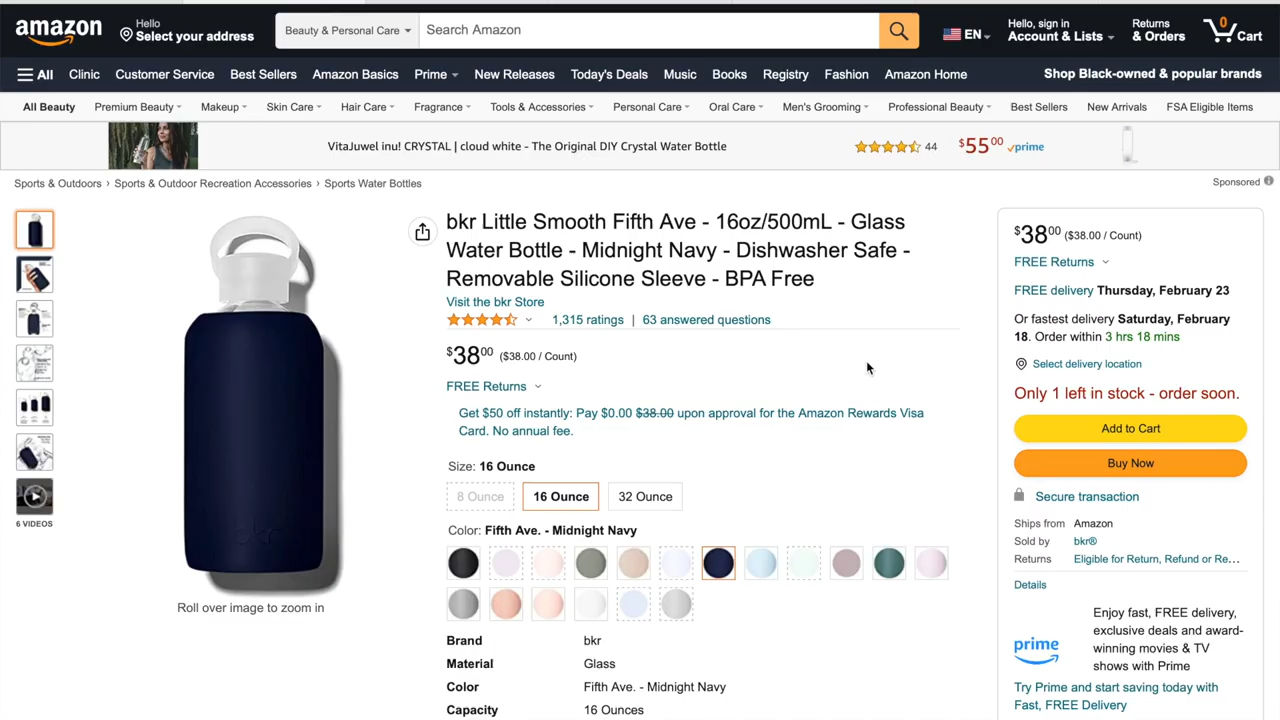 amazon
Hello
Select your address
Beauty & Personal Care
Search Amazon
EN
Hello, sign in
Account & Lists
Returns
& Orders
0
Cart
All
Clinic
Customer Service
Best Sellers
Amazon Basics
Prime
New Releases
Today's Deals
Music
Books
Registry
Fashion
Amazon Home
Shop Black-owned & popular brands
All Beauty
Premium Beauty
Makeup
Skin Care
Hair Care
Fragrance
Tools & Accessories
Personal Care
Oral Care
Men's Grooming
Professional Beauty
Best Sellers
New Arrivals
FSA Eligible Items
VitaJuwel inu! CRYSTAL | cloud white - The Original DIY Crystal Water Bottle
44
$5500
prime
Sponsored
Sports & Outdoors › Sports & Outdoor Recreation Accessories › Sports Water Bottles
6 VIDEOS
bkr
Roll over image to zoom in
bkr Little Smooth Fifth Ave - 16oz/500mL - Glass
Water Bottle - Midnight Navy - Dishwasher Safe -
Removable Silicone Sleeve - BPA Free
Visit the bkr Store
1,315 ratings | 63 answered questions
$3800 ($38.00 / Count)
FREE Returns
Get $50 off instantly: Pay $0.00 $38.00 upon approval for the Amazon Rewards Visa
Card. No annual fee.
Size: 16 Ounce
8 Ounce
16 Ounce
32 Ounce
Color: Fifth Ave. - Midnight Navy
Brand bkr
Material Glass
Color Fifth Ave. - Midnight Navy
Capacity 16 Ounces
$3800 ($38.00 / Count)
FREE Returns
FREE delivery Thursday, February 23
Or fastest delivery Saturday, February
18. Order within 3 hrs 18 mins
Select delivery location
Only 1 left in stock - order soon.
Add to Cart
Buy Now
Secure transaction
Ships from Amazon
Sold by bkr®
Returns Eligible for Return, Refund or Re...
Details
prime
Enjoy fast, FREE delivery,
exclusive deals and award-
winning movies & TV
shows with Prime
Try Prime and start saving today with
Fast, FREE Delivery